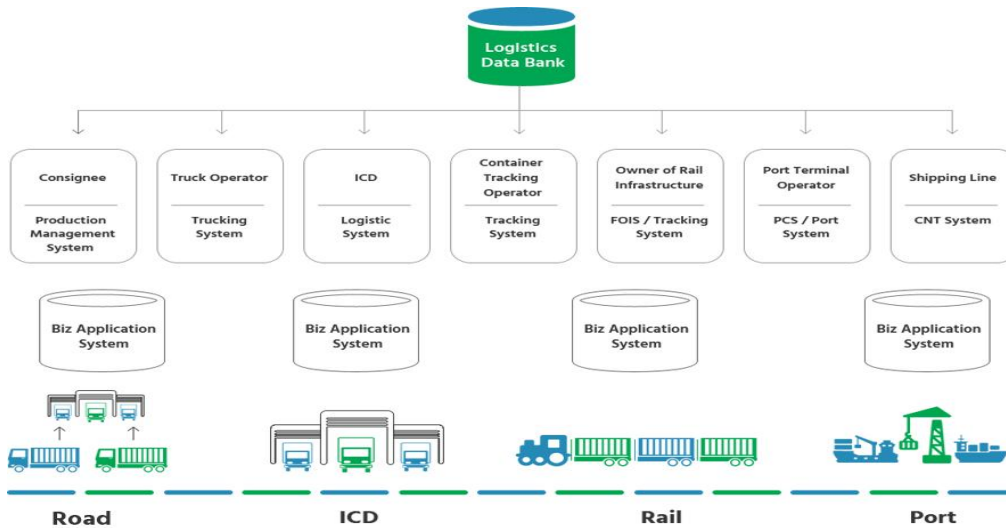 Logistics
Data Bank
Consignee
Production
Management
System
Truck Operator
Trucking
System
ICD
Logistic
System
Container
Tracking
Operator
Tracking
System
Owner of Rail
Infrastructure
FOIS / Tracking
System
Port Terminal
Operator
PCS / Port
System
Shipping Line
CNT System
Biz Application
System
Biz Application
System
Biz Application
System
Biz Application
System
Road
ICD
Rail
Port